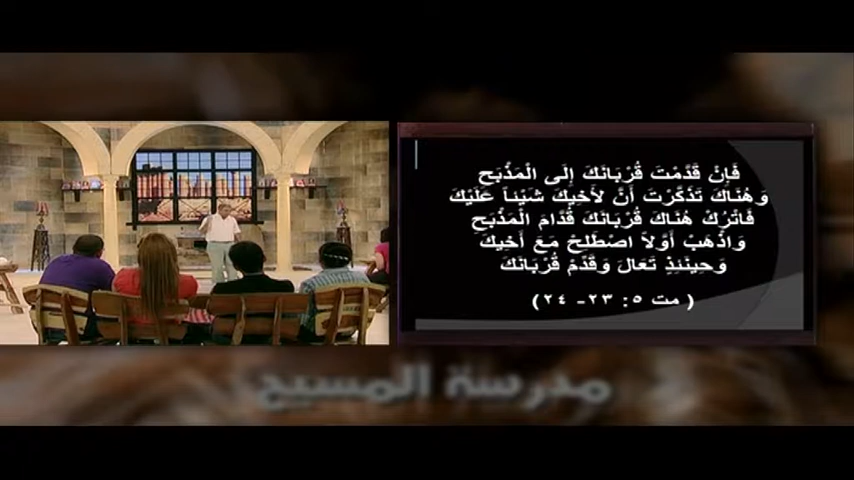 فَإِنْ قَدَّمْتَ قُرْبَانَكَ إِلَى الْمَذْبَحِ
وَهُنَاكَ تَذَكَّرْتَ أَنَّ لأَخِيكَ شَيْئاً عَلَيْكَ
فَاتْرُكْ هُنَاكَ قُرْبَانَكَ قُدَّامَ الْمَذْبَحِ
وَاذْهَبْ أَوَّلاً اصْطَلِحْ مَعَ أَخِيكَ
وَحِينَئِذٍ تَعَالَ وَقَدِّمْ قُرْبَانَكَ
( مت ٥: ٢٣- ٢٤ )
مدرسة المسيح